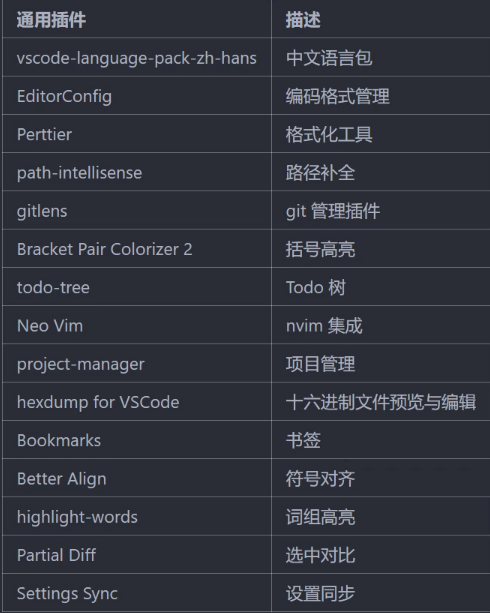 通用插件 描述
vscode-language-pack-zh-hans 中文语言包
EditorConfig 编码格式管理
Perttier 格式化工具
path-intellisense 路径补全
gitlens git 管理插件
Bracket Pair Colorizer 2 括号高亮
todo-tree Todo 树
Neo Vim nvim 集成
project-manager 项目管理
hexdump for VSCode 十六进制文件预览与编辑
Bookmarks 书签
Better Align 符号对齐
highlight-words 词组高亮
Partial Diff 选中对比
Settings Sync 设置同步